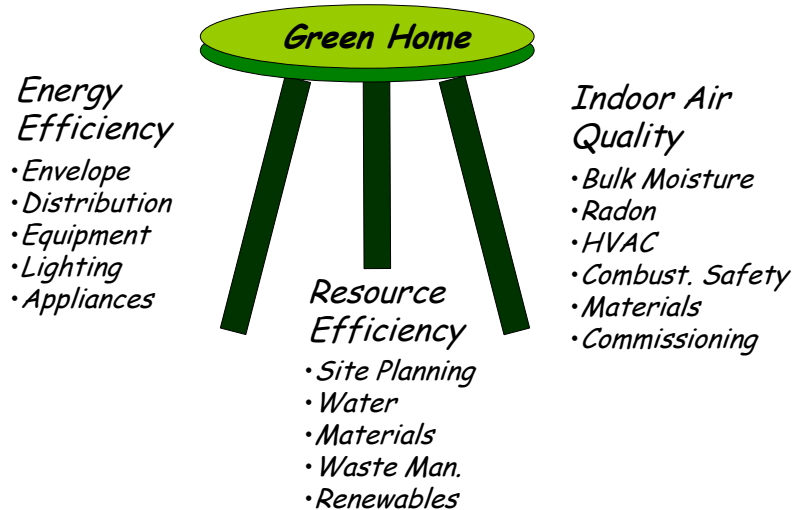 Green Home
Energy
Efficiency
•Envelope
•Distribution
•Equipment
•Lighting
•Appliances
Resource
Efficiency
•Site Planning
•Water
•Materials
•Waste Man.
•Renewables
Indoor Air
Quality
•Bulk Moisture
•Radon
•HVAC
•Combust. Safety
•Materials
•Commissioning